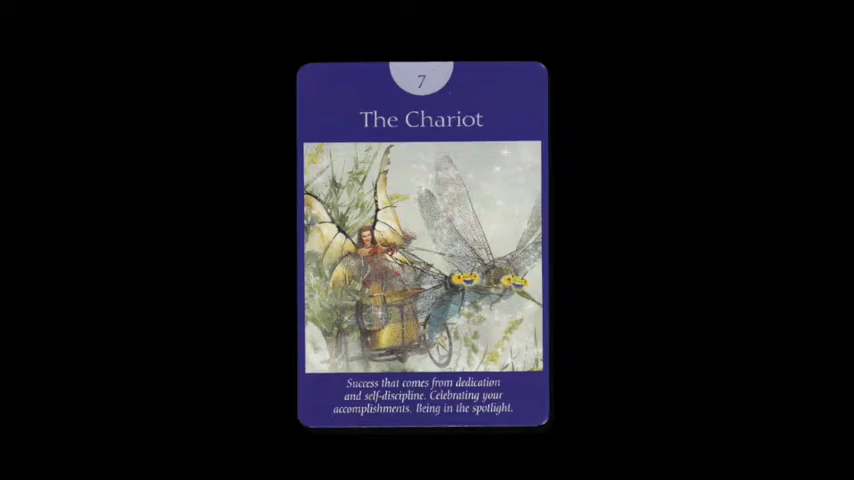 7
The Chariot
Success that comes from dedication
and self-discipline. Celebrating your
accomplishments. Being in the spotlight.